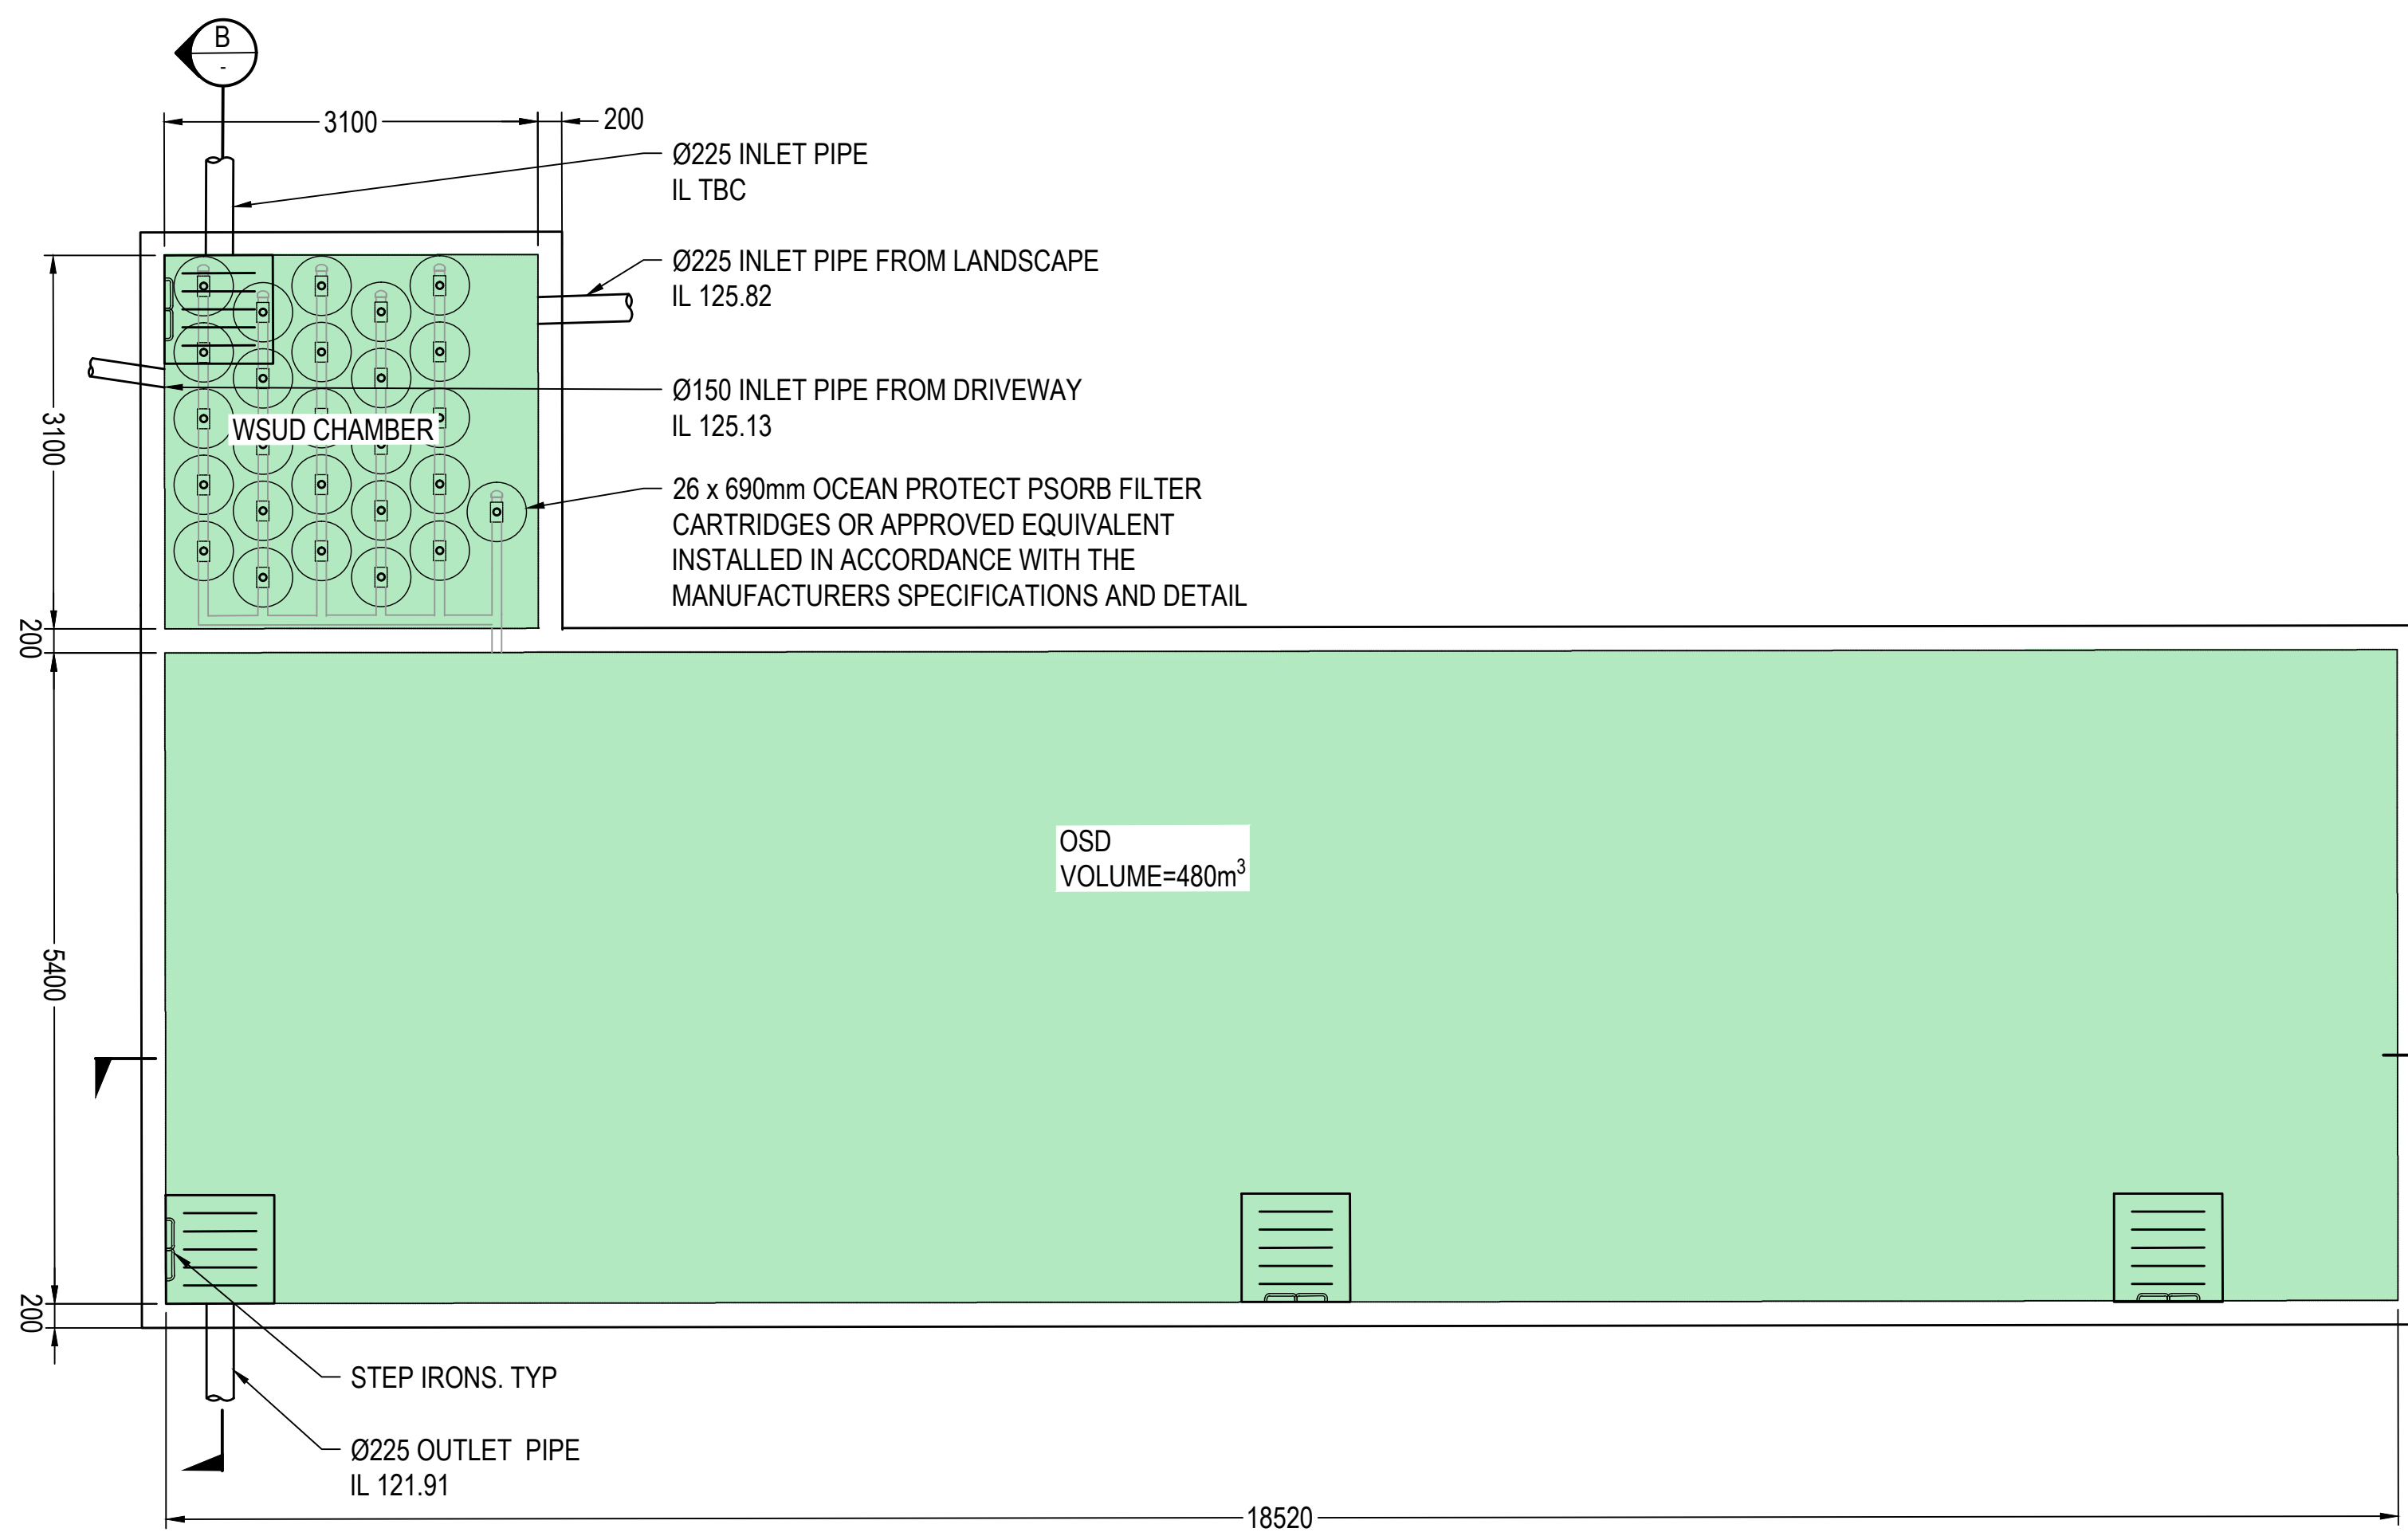 B
-
3100
200
Ø225 INLET PIPE
IL TBC
Ø225 INLET PIPE FROM LANDSCAPE
IL 125.82
Ø150 INLET PIPE FROM DRIVEWAY
IL 125.13
3100
WSUD CHAMBER
26 x 690mm OCEAN PROTECT PSORB FILTER
CARTRIDGES OR APPROVED EQUIVALENT
INSTALLED IN ACCORDANCE WITH THE
MANUFACTURERS SPECIFICATIONS AND DETAIL
200
OSD
VOLUME=480m³
5400
200
STEP IRONS. TYP
Ø225 OUTLET PIPE
IL 121.91
18520